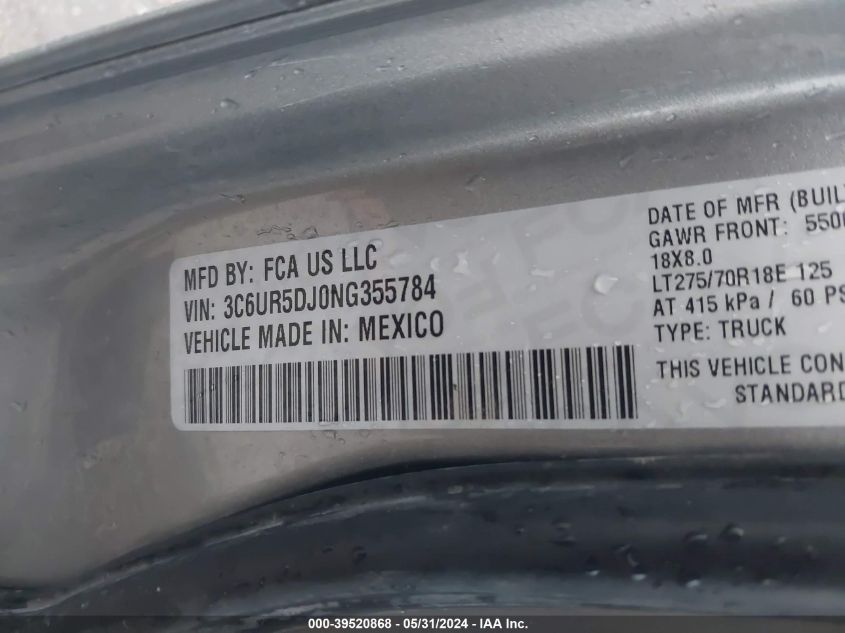 MFD BY: FCA US LLC
VIN: 3C6UR5DJ0NG355784
VEHICLE MADE IN: MEXICO
DATE OF MFR (BUIL
GAWR FRONT: 550
18X8.0
LT275/70R18E 125
AT 415 kPa / 60 PS
TYPE: TRUCK
THIS VEHICLE CON
STANDARD
000-39520868 - 05/31/2024 - IAA Inc.